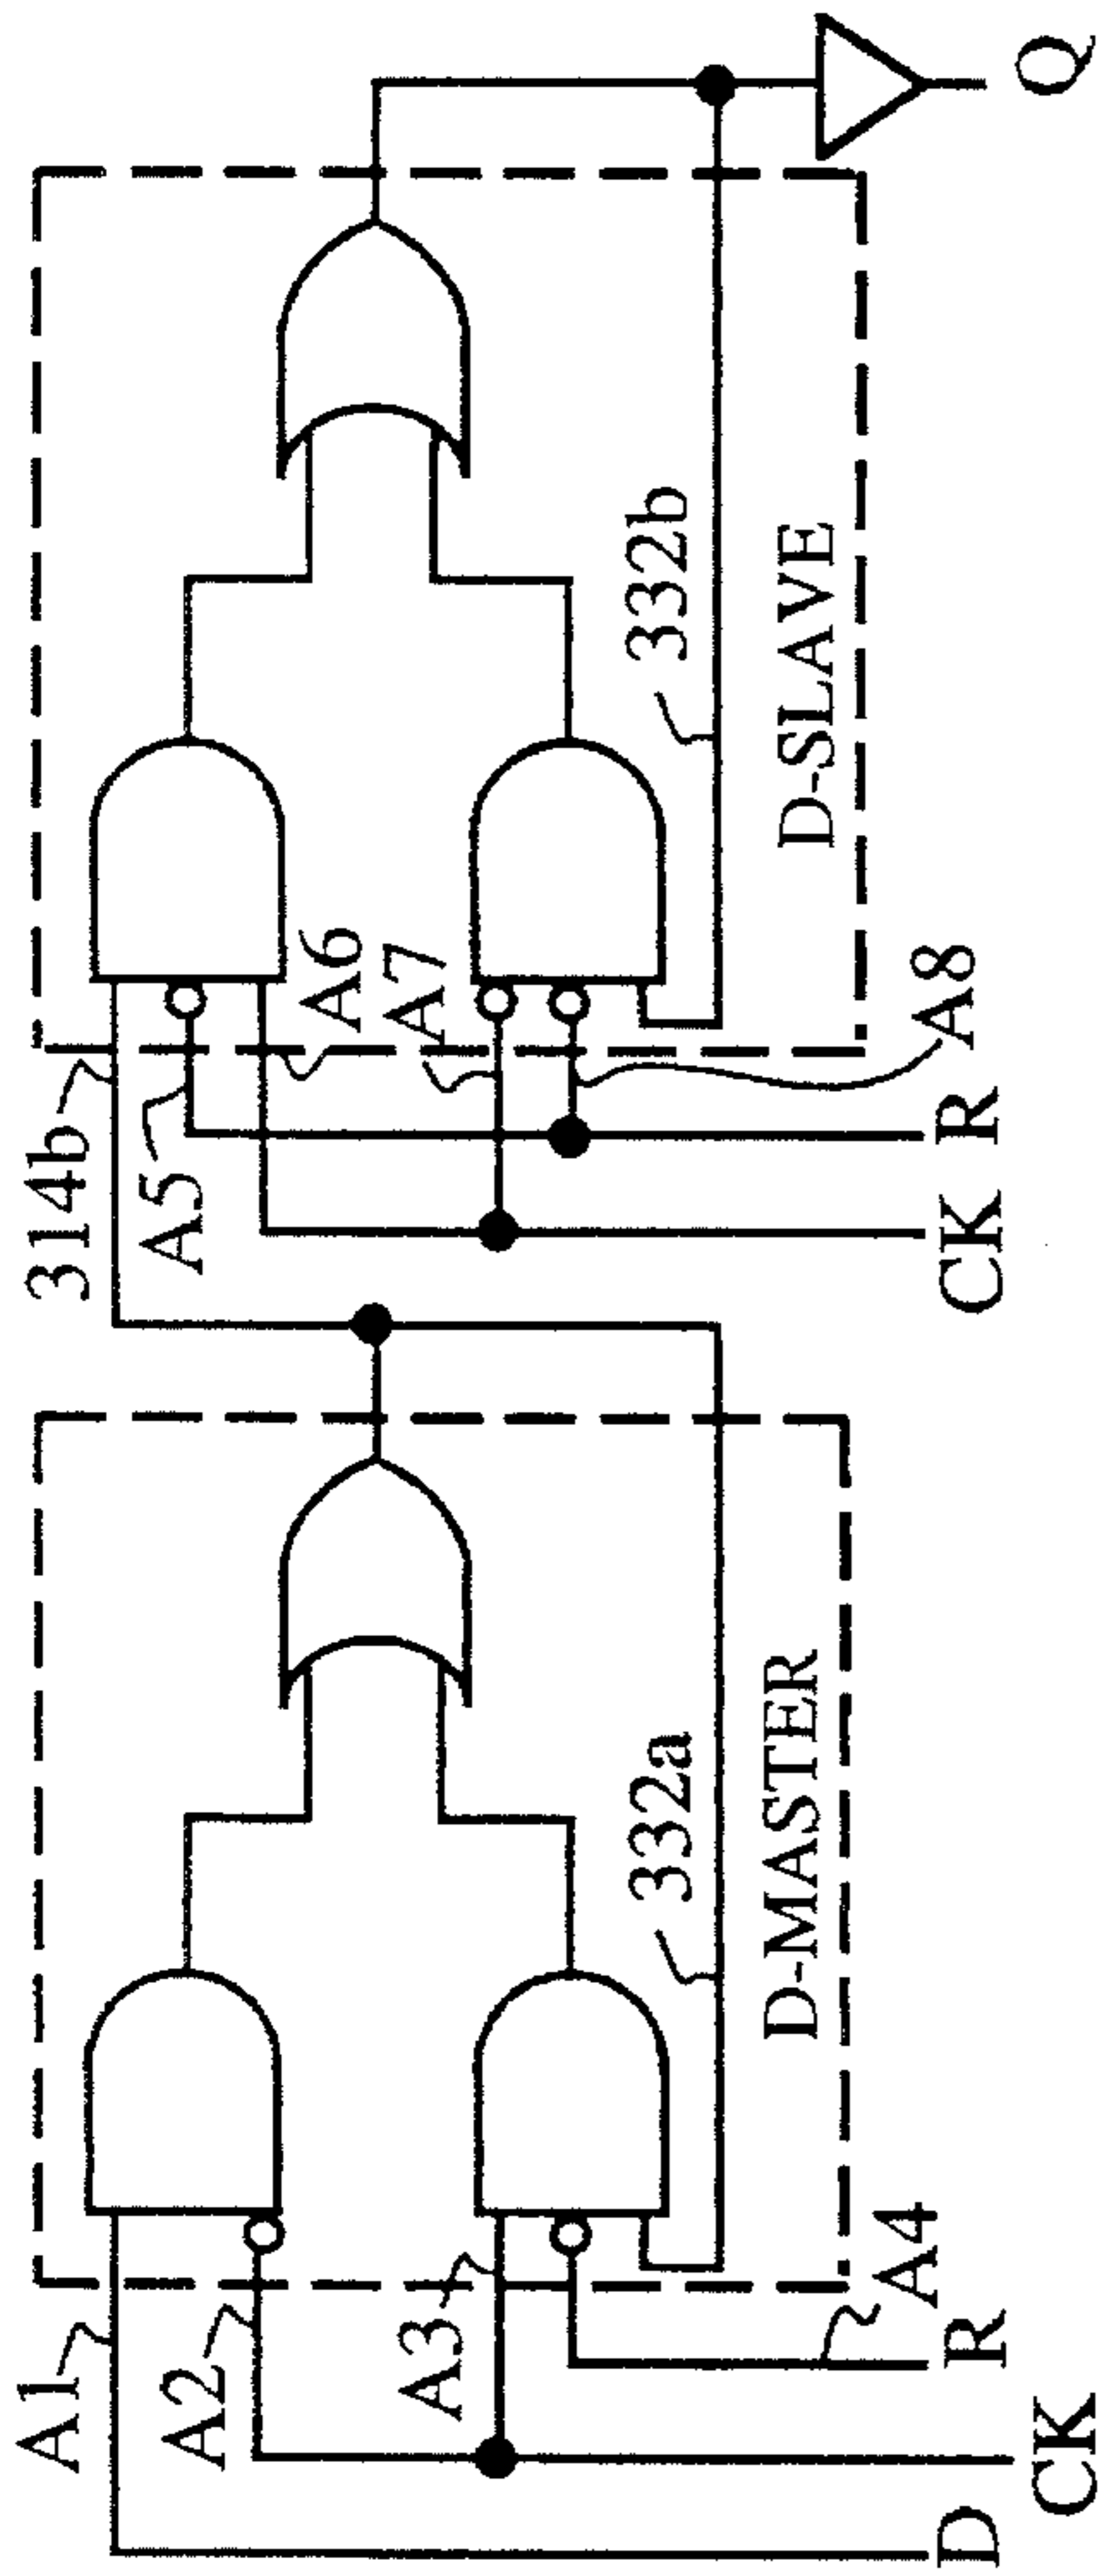 A1
A2
A3
A4
D
CK
R
332a
D-MASTER
314b
A5
A6
A7
A8
CK
R
332b
D-SLAVE
Q